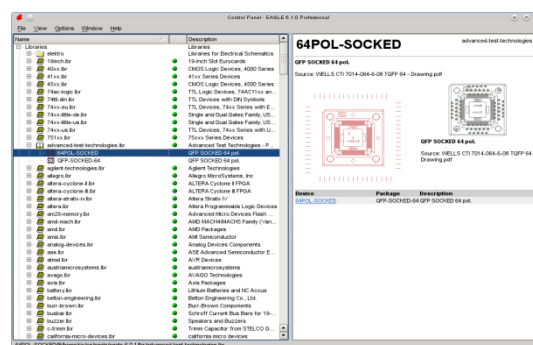 Control Panel - EAGLE 6.1.0 Professional
File View Options Window Help
Name Description
Libraries Libraries
elektro Libraries for Electrical Schematics
19inch.lbr 19-Inch Slot Eurocards
40xx.lbr CMOS Logic Devices, 4000 Series
41xx.lbr 41xx Series Devices
45xx.lbr CMOS Logic Devices, 4500 Series
74ac-logic.lbr TTL Logic Devices, 74AC11xx an...
74ttl-din.lbr TTL Devices with DIN Symbols
74xx-eu.lbr TTL Devices, 74xx Series with E...
74xx-little-de.lbr Single and Dual Gates Family, US...
74xx-little-us.lbr Single and Dual Gates Family, US...
74xx-us.lbr TTL Devices, 74xx Series with U...
751xx.lbr 75xxx Series Devices
advanced-test-technologies.lbr Advanced Test Technologies - P...
64POL-SOCKED QFP SOCKED 64 pol.
QFP-SOCKED-64 QFP SOCKED 64 pol.
agilent-technologies.lbr Agilent Technologies
allegro.lbr Allegro MicroSystems, Inc
altera-cyclone-II.lbr ALTERA Cyclone II FPGA
altera-cyclone-III.lbr ALTERA Cyclone III FPGA
altera-stratix-iv.lbr Altera Stratix IV
altera.lbr Altera Programmable Logic Devices
am29-memory.lbr Advanced Micro Devices Flash ...
amd-mach.lbr AMD MACH4/MACH5 Family (Van...
amd.lbr AMD Packages
amis.lbr AMI Semiconductor
analog-devices.lbr Analog Devices Components
ase.lbr ASE Advanced Semiconductor E...
atmel.lbr AVR Devices
austriamicrosystems.lbr austriamicrosystems
avago.lbr AVAGO Technologies
axis.lbr Axis Packages
battery.lbr Lithium Batteries and NC Accus
belton-engineering.lbr Belton Engineering Co., Ltd.
burr-brown.lbr Burr-Brown Components
busbar.lbr Schroff Current Bus Bars for 19-...
buzzer.lbr Speakers and Buzzers
c-trimm.lbr Trimm Capacitor from STELCO G...
california-micro-devices.lbr california micro devices
64POL-SOCKED advanced-test-technologies
QFP SOCKED 64 pol.
Source: WELLS CTI 7014-064-6-08 TQFP 64 - Drawing.pdf
QFP SOCKED 64 pol.
Source: WELLS CTI 7014-064-6-08 TQFP 64 -
Drawing.pdf
Device Package Description
64POL-SOCKED QFP-SOCKED-64 QFP SOCKED 64 pol.